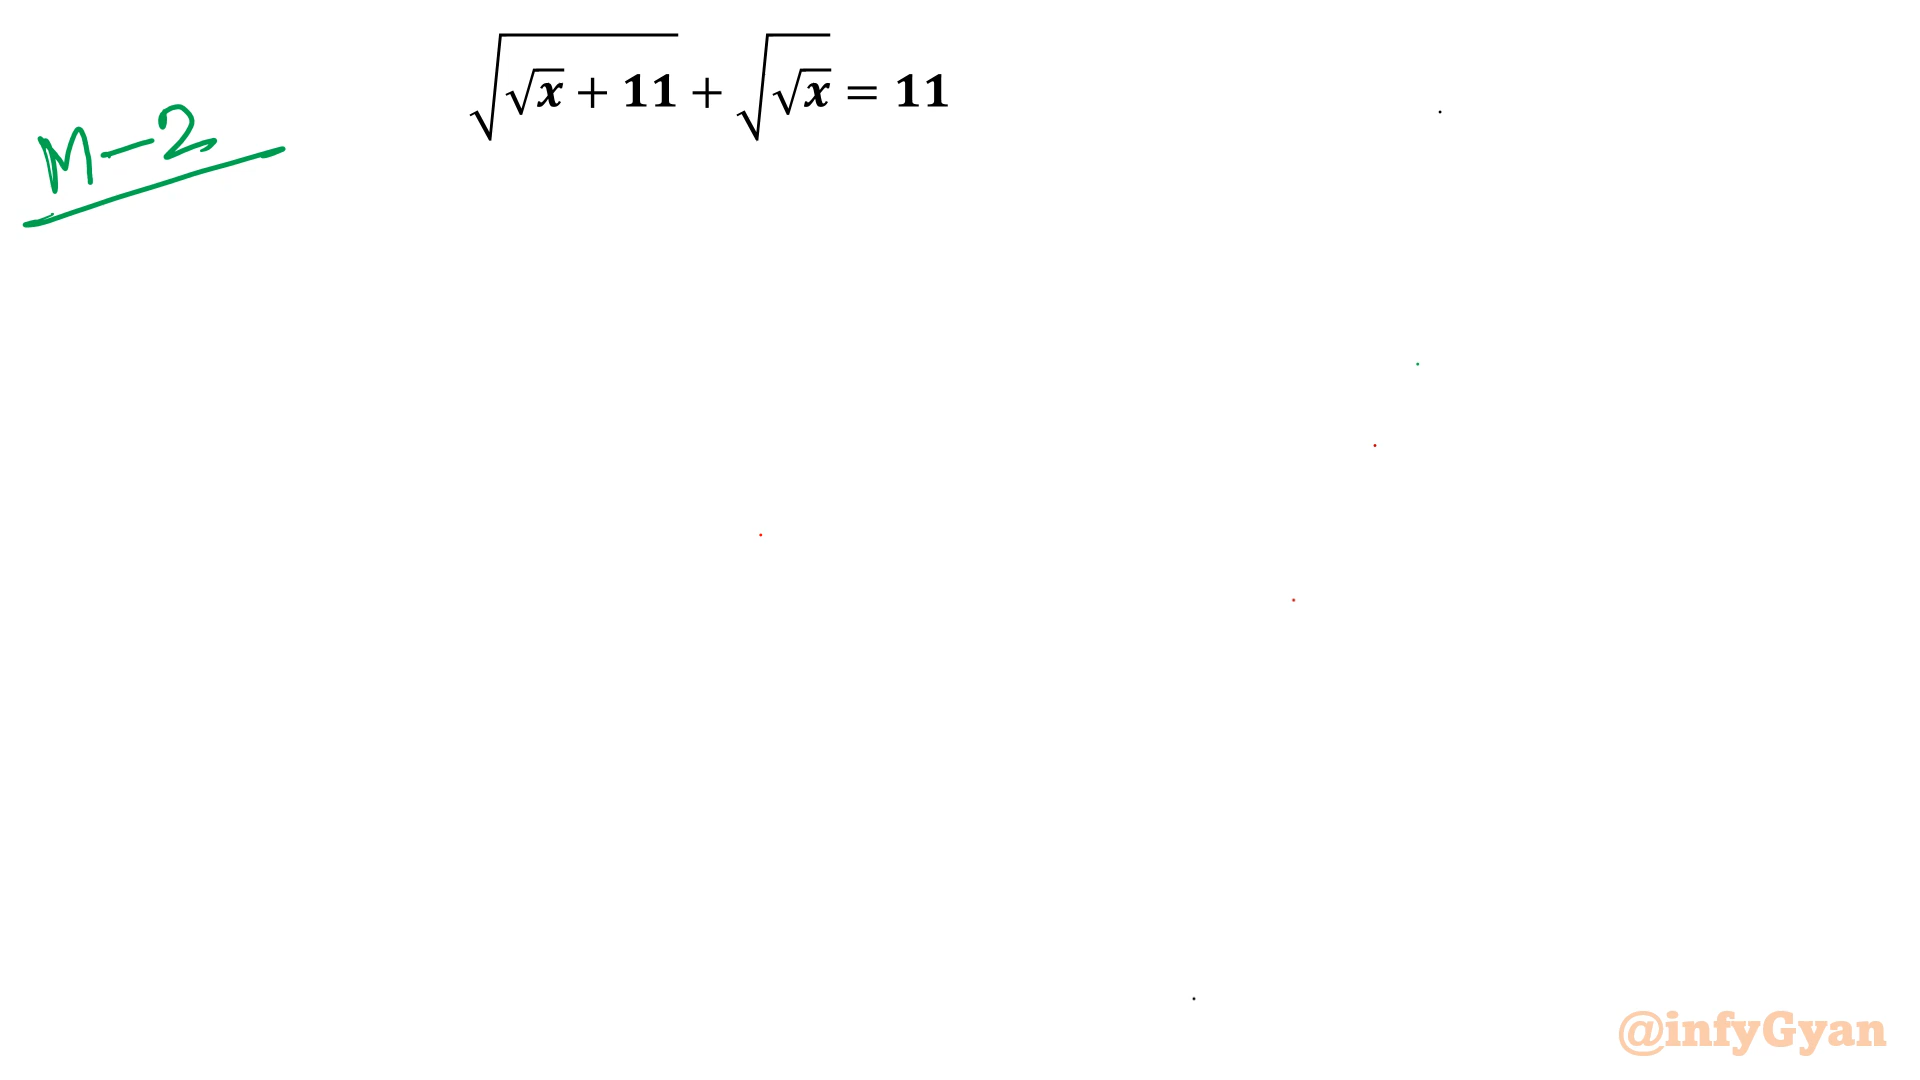 √(√x + 11) + √(√x) = 11
M-2
@infyGyan